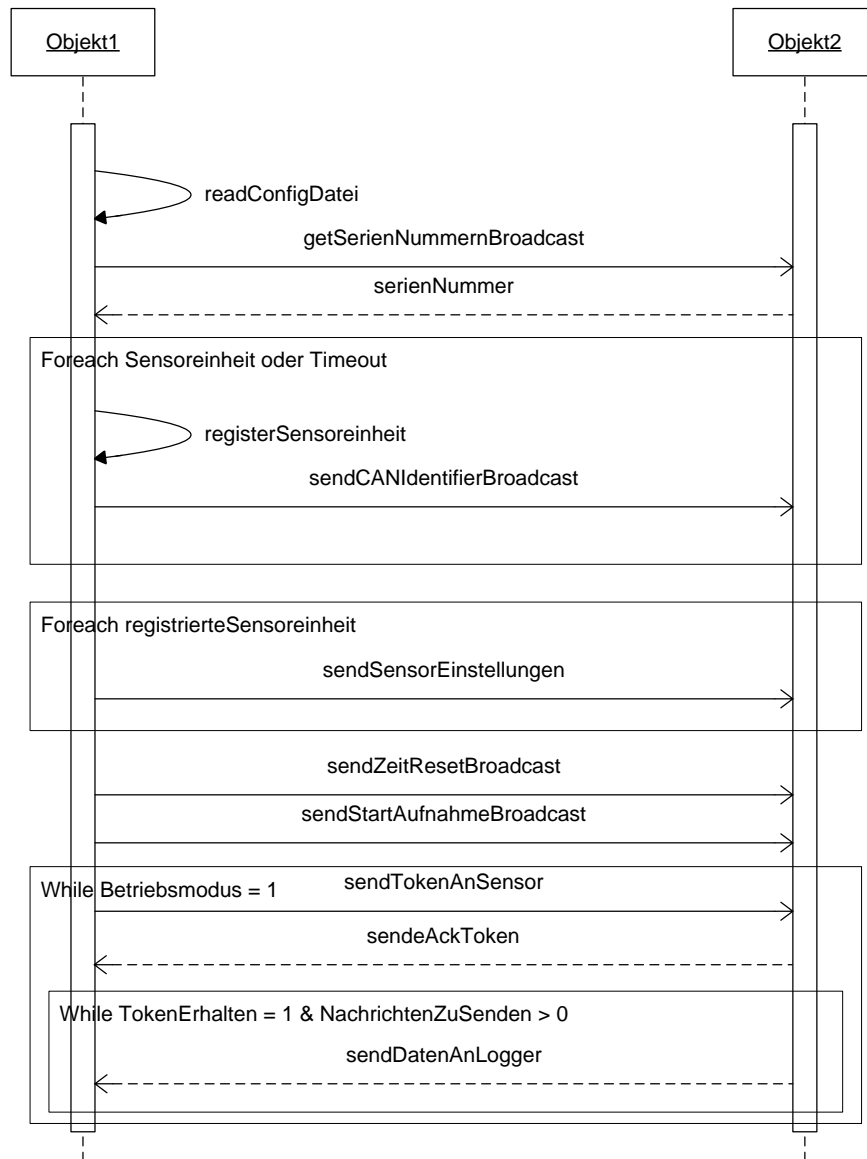 Objekt1
Objekt2
readConfigDatei
getSerienNummernBroadcast
serienNummer
Foreach Sensoreinheit oder Timeout
registerSensoreinheit
sendCANIdentifierBroadcast
Foreach registrierteSensoreinheit
sendSensorEinstellungen
sendZeitResetBroadcast
sendStartAufnahmeBroadcast
sendTokenAnSensor
While Betriebsmodus = 1
sendeAckToken
While TokenErhalten = 1 & NachrichtenZuSenden > 0
sendDatenAnLogger